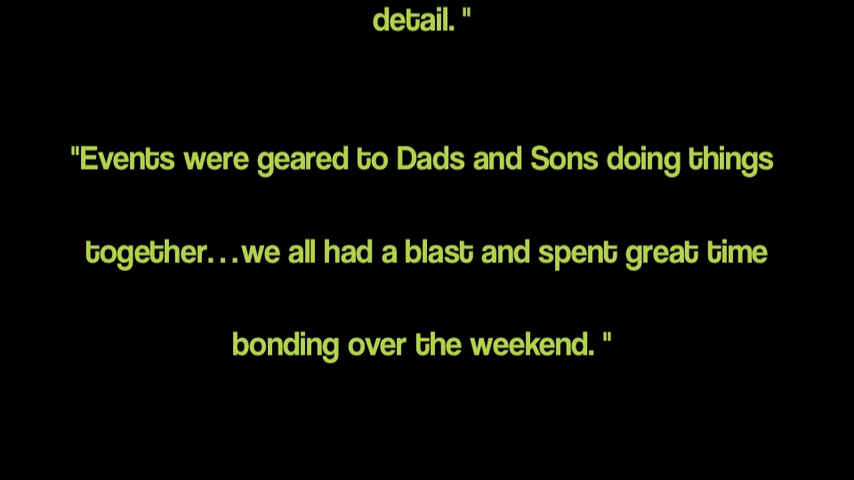 detail. "
"Events were geared to Dads and Sons doing things
together...we all had a blast and spent great time
bonding over the weekend. "